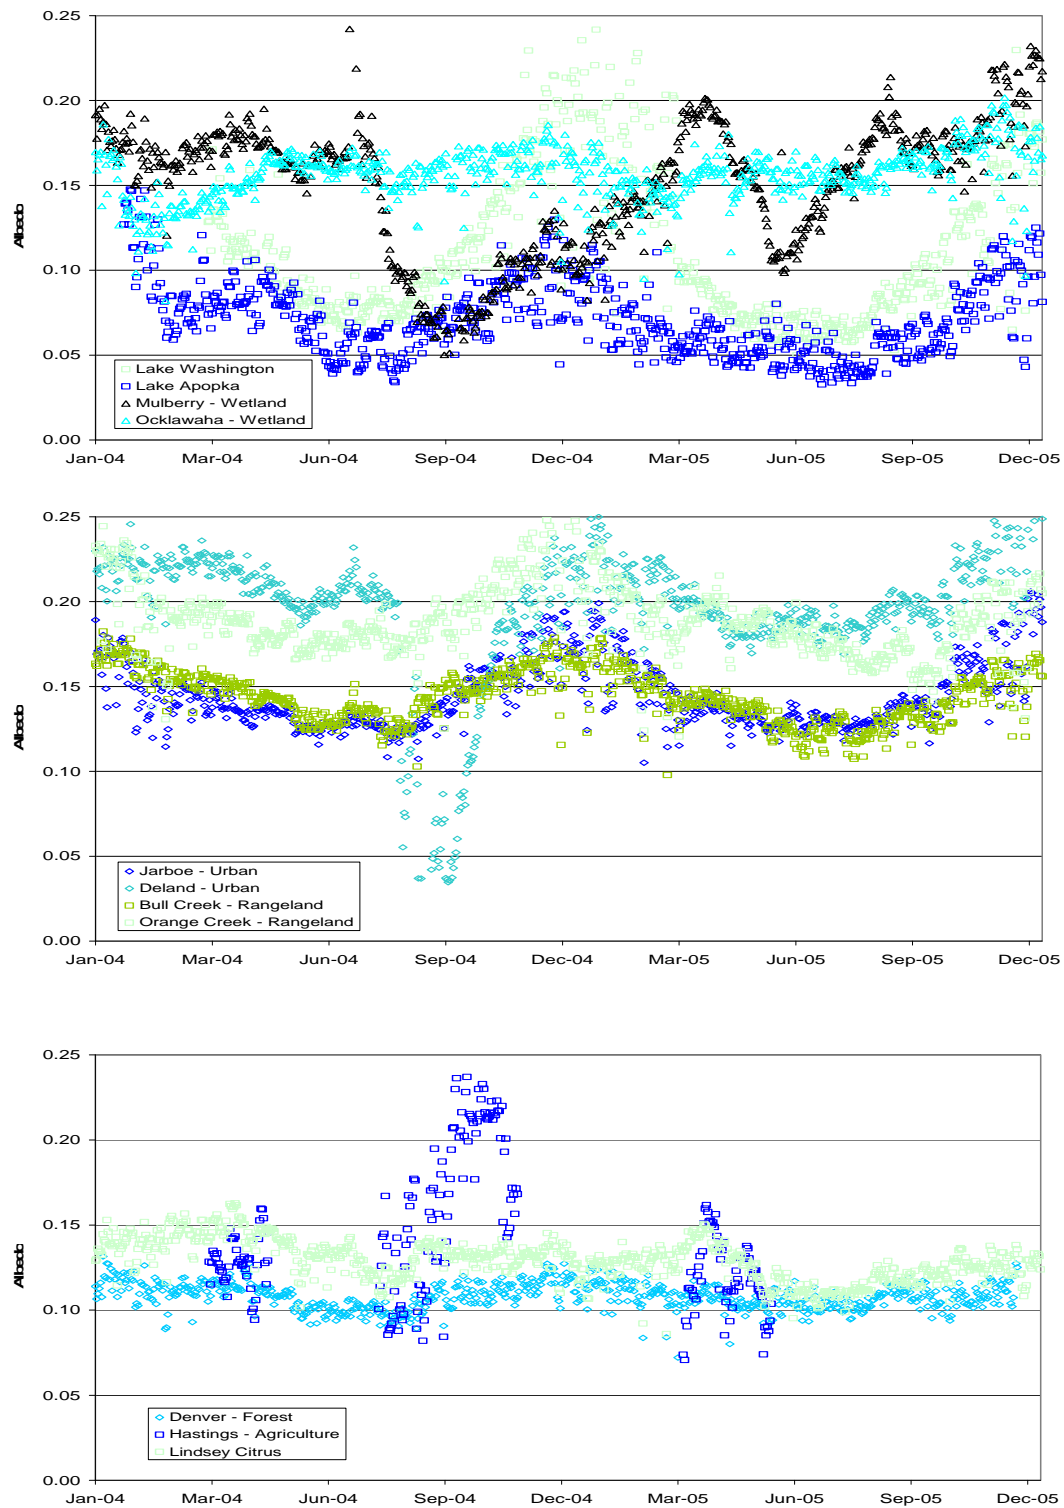 0.25
0.20
0.15
0.10
0.05
0.00
Albedo
Lake Washington
Lake Apopka
Mulberry - Wetland
Ocklawaha - Wetland
Jan-04 Mar-04 Jun-04 Sep-04 Dec-04 Mar-05 Jun-05 Sep-05 Dec-05
0.25
0.20
0.15
0.10
0.05
0.00
Albedo
Jarboe - Urban
Deland - Urban
Bull Creek - Rangeland
Orange Creek - Rangeland
Jan-04 Mar-04 Jun-04 Sep-04 Dec-04 Mar-05 Jun-05 Sep-05 Dec-05
0.25
0.20
0.15
0.10
0.05
0.00
Albedo
Denver - Forest
Hastings - Agriculture
Lindsey Citrus
Jan-04 Mar-04 Jun-04 Sep-04 Dec-04 Mar-05 Jun-05 Sep-05 Dec-05